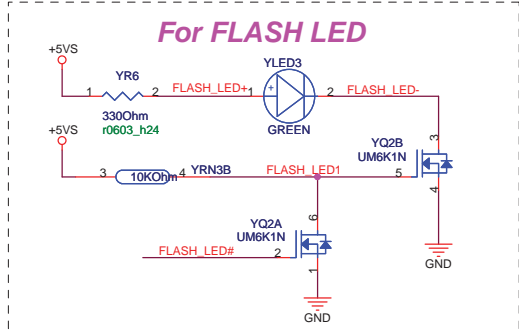 For FLASH LED
+5VS
YR6
YLED3
1
2
FLASH_LED+
1
+
2
FLASH_LED-
330Ohm
r0603_h24
GREEN
+5VS
3
YQ2B
UM6K1N
3
10KOhm
4
YRN3B
FLASH_LED1
5
4
YQ2A
UM6K1N
6
FLASH_LED#
2
1
GND
GND